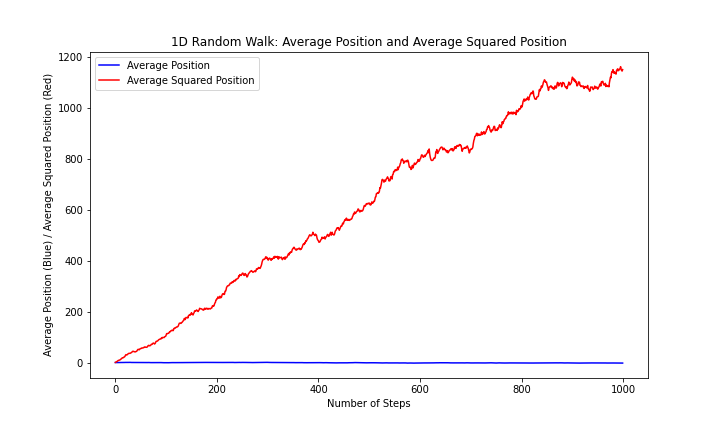 1D Random Walk: Average Position and Average Squared Position
Average Position
Average Squared Position
Average Position (Blue) / Average Squared Position (Red)
1200
1000
800
600
400
200
0
0 200 400 600 800 1000
Number of Steps